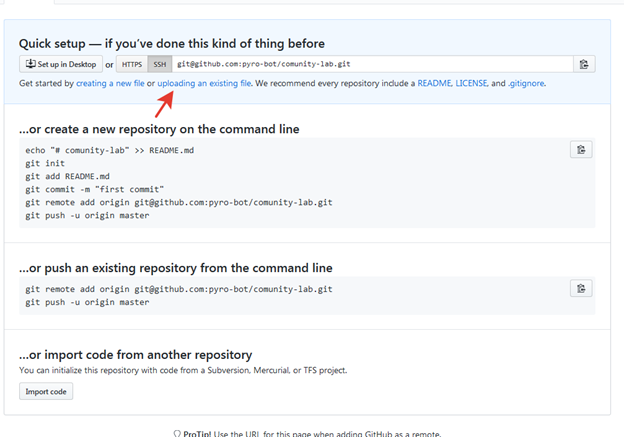 Quick setup — if you've done this kind of thing before
Set up in Desktop or HTTPS SSH git@github.com:pyro-bot/comunity-lab.git
Get started by creating a new file or uploading an existing file. We recommend every repository include a README, LICENSE, and .gitignore.
...or create a new repository on the command line
echo "# comunity-lab" >> README.md
git init
git add README.md
git commit -m "first commit"
git remote add origin git@github.com:pyro-bot/comunity-lab.git
git push -u origin master
...or push an existing repository from the command line
git remote add origin git@github.com:pyro-bot/comunity-lab.git
git push -u origin master
...or import code from another repository
You can initialize this repository with code from a Subversion, Mercurial, or TFS project.
Import code
ProTip! Use the URL for this page when adding GitHub as a remote.